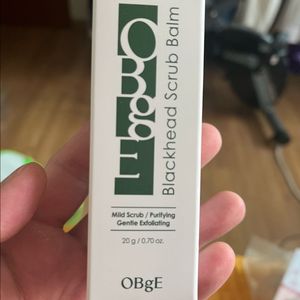 OBgE
Blackhead Scrub Balm
Mild Scrub / Purifying
Gentle Exfoliating
20 g / 0.70 oz.
OBgE